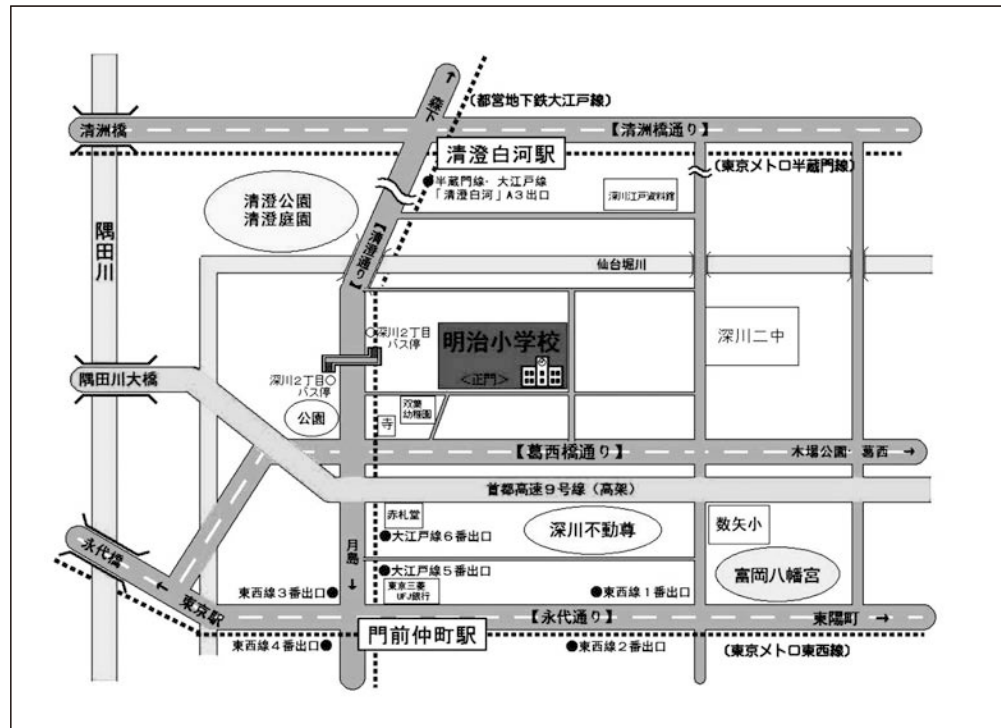 森下
(都営地下鉄大江戸線)
清洲橋
【清洲橋通り】
清澄白河駅
(東京メトロ半蔵門線)
●半蔵門線・大江戸線
「清澄白河」A3出口
深川江戸資料館
清澄公園
清澄庭園
隅田川
【清澄通り】
仙台堀川
○深川2丁目
バス停
明治小学校
<正門>
深川二中
隅田川大橋
深川2丁目○
バス停
公園
寺
双葉
幼稚園
【葛西橋通り】
木場公園・葛西 →
首都高速9号線(高架)
赤札堂
●大江戸線6番出口
深川不動尊
数矢小
月島
↓
●大江戸線5番出口
東京三菱
UFJ銀行
永代橋
←
東京駅
東西線3番出口●
東西線1番出口
富岡八幡宮
【永代通り】
東陽町 →
門前仲町駅
東西線4番出口●
●東西線2番出口
(東京メトロ東西線)